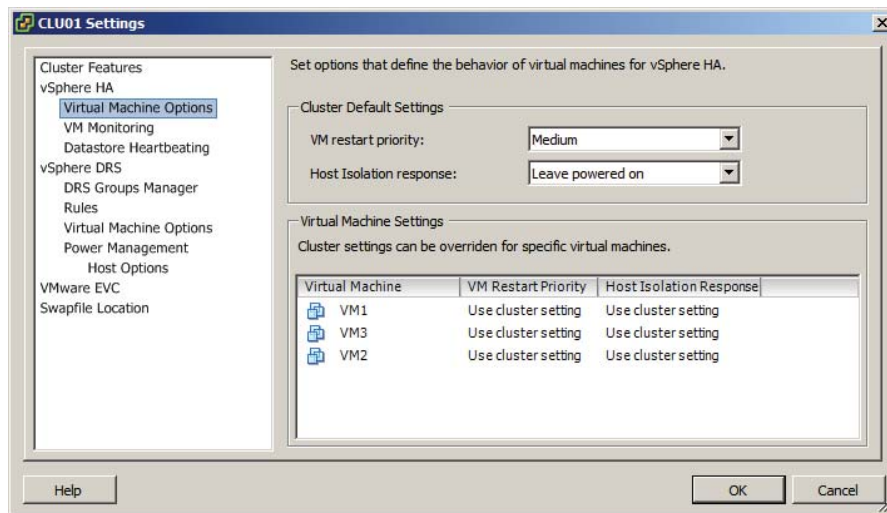 CLU01 Settings
Cluster Features
vSphere HA
Virtual Machine Options
VM Monitoring
Datastore Heartbeating
vSphere DRS
DRS Groups Manager
Rules
Virtual Machine Options
Power Management
Host Options
VMware EVC
Swapfile Location
Set options that define the behavior of virtual machines for vSphere HA.
Cluster Default Settings
VM restart priority: Medium
Host Isolation response: Leave powered on
Virtual Machine Settings
Cluster settings can be overriden for specific virtual machines.
Virtual Machine VM Restart Priority Host Isolation Response
VM1 Use cluster setting Use cluster setting
VM3 Use cluster setting Use cluster setting
VM2 Use cluster setting Use cluster setting
Help OK Cancel